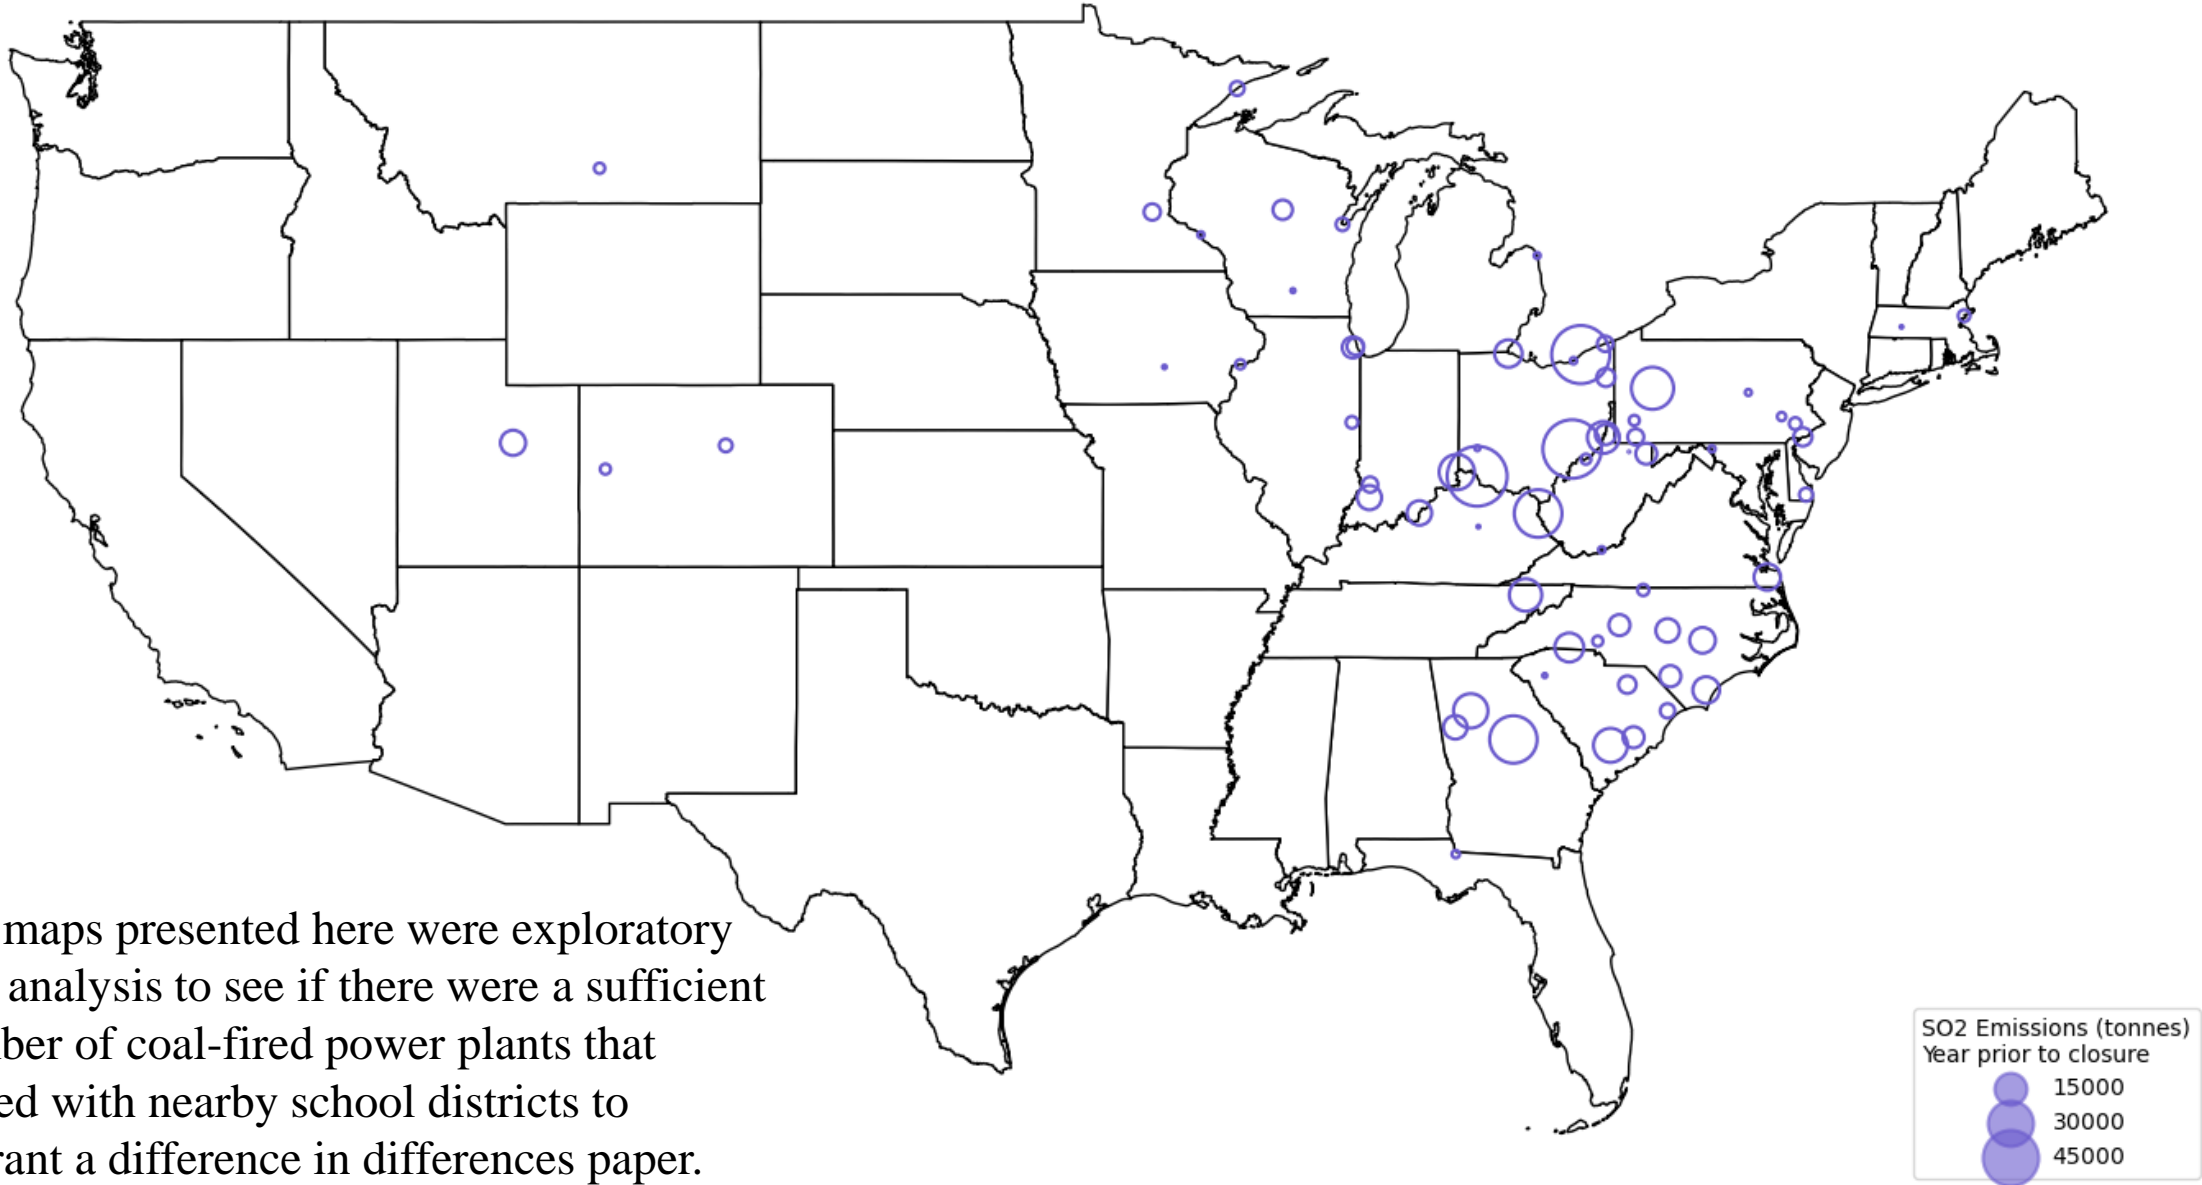 maps presented here were exploratory
analysis to see if there were a sufficient
ber of coal-fired power plants that
ed with nearby school districts to
rant a difference in differences paper.
SO2 Emissions (tonnes)
Year prior to closure
15000
30000
45000